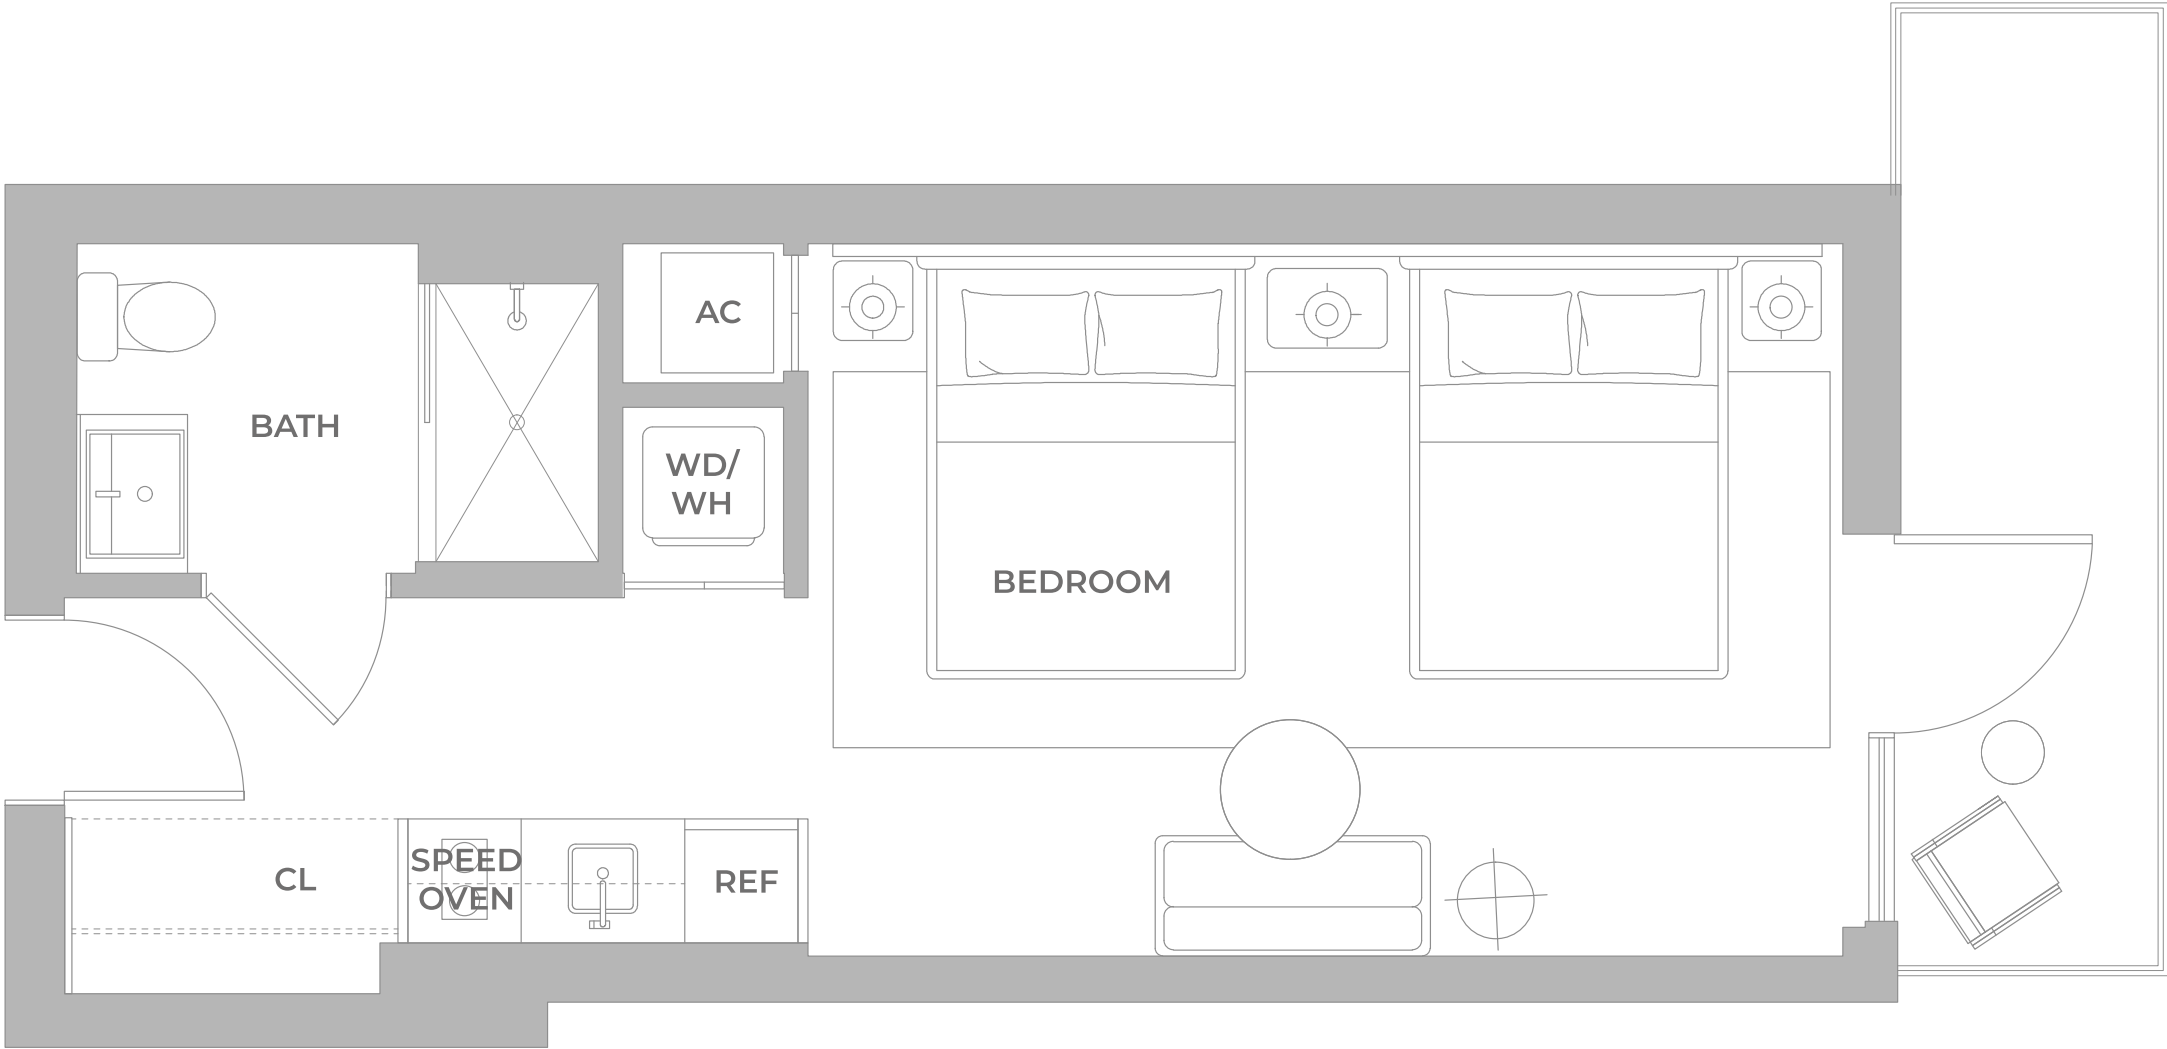 AC
BATH
WD/
WH
BEDROOM
CL
SPEED
OVEN
REF